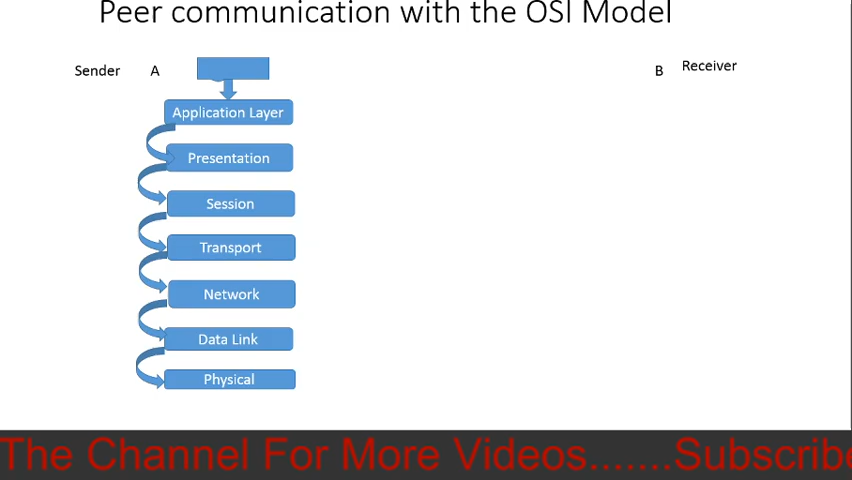 Peer communication with the OSI Model
Sender A
B Receiver
Application Layer
Presentation
Session
Transport
Network
Data Link
Physical
The Channel For More Videos.......Subscribe